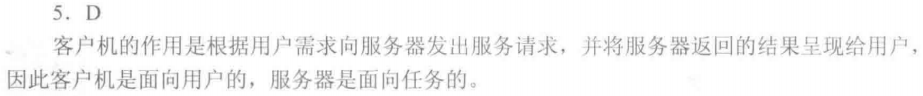 5. D
客户机的作用是根据用户需求向服务器发出服务请求，并将服务器返回的结果呈现给用户，
因此客户机是面向用户的，服务器是面向任务的。